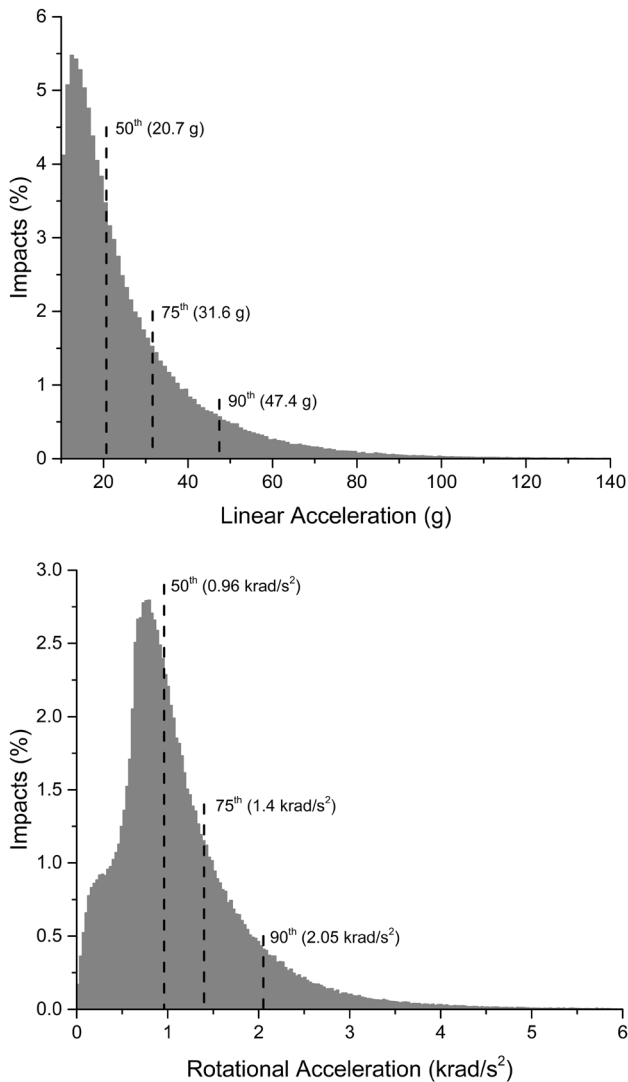 6
5
4
3
2
1
0
Impacts (%)
50th (20.7 g)
75th (31.6 g)
90th (47.4 g)
20 40 60 80 100 120 140
Linear Acceleration (g)
3.0
2.5
2.0
1.5
1.0
0.5
0.0
Impacts (%)
50th (0.96 krad/s²)
75th (1.4 krad/s²)
90th (2.05 krad/s²)
0 1 2 3 4 5 6
Rotational Acceleration (krad/s²)